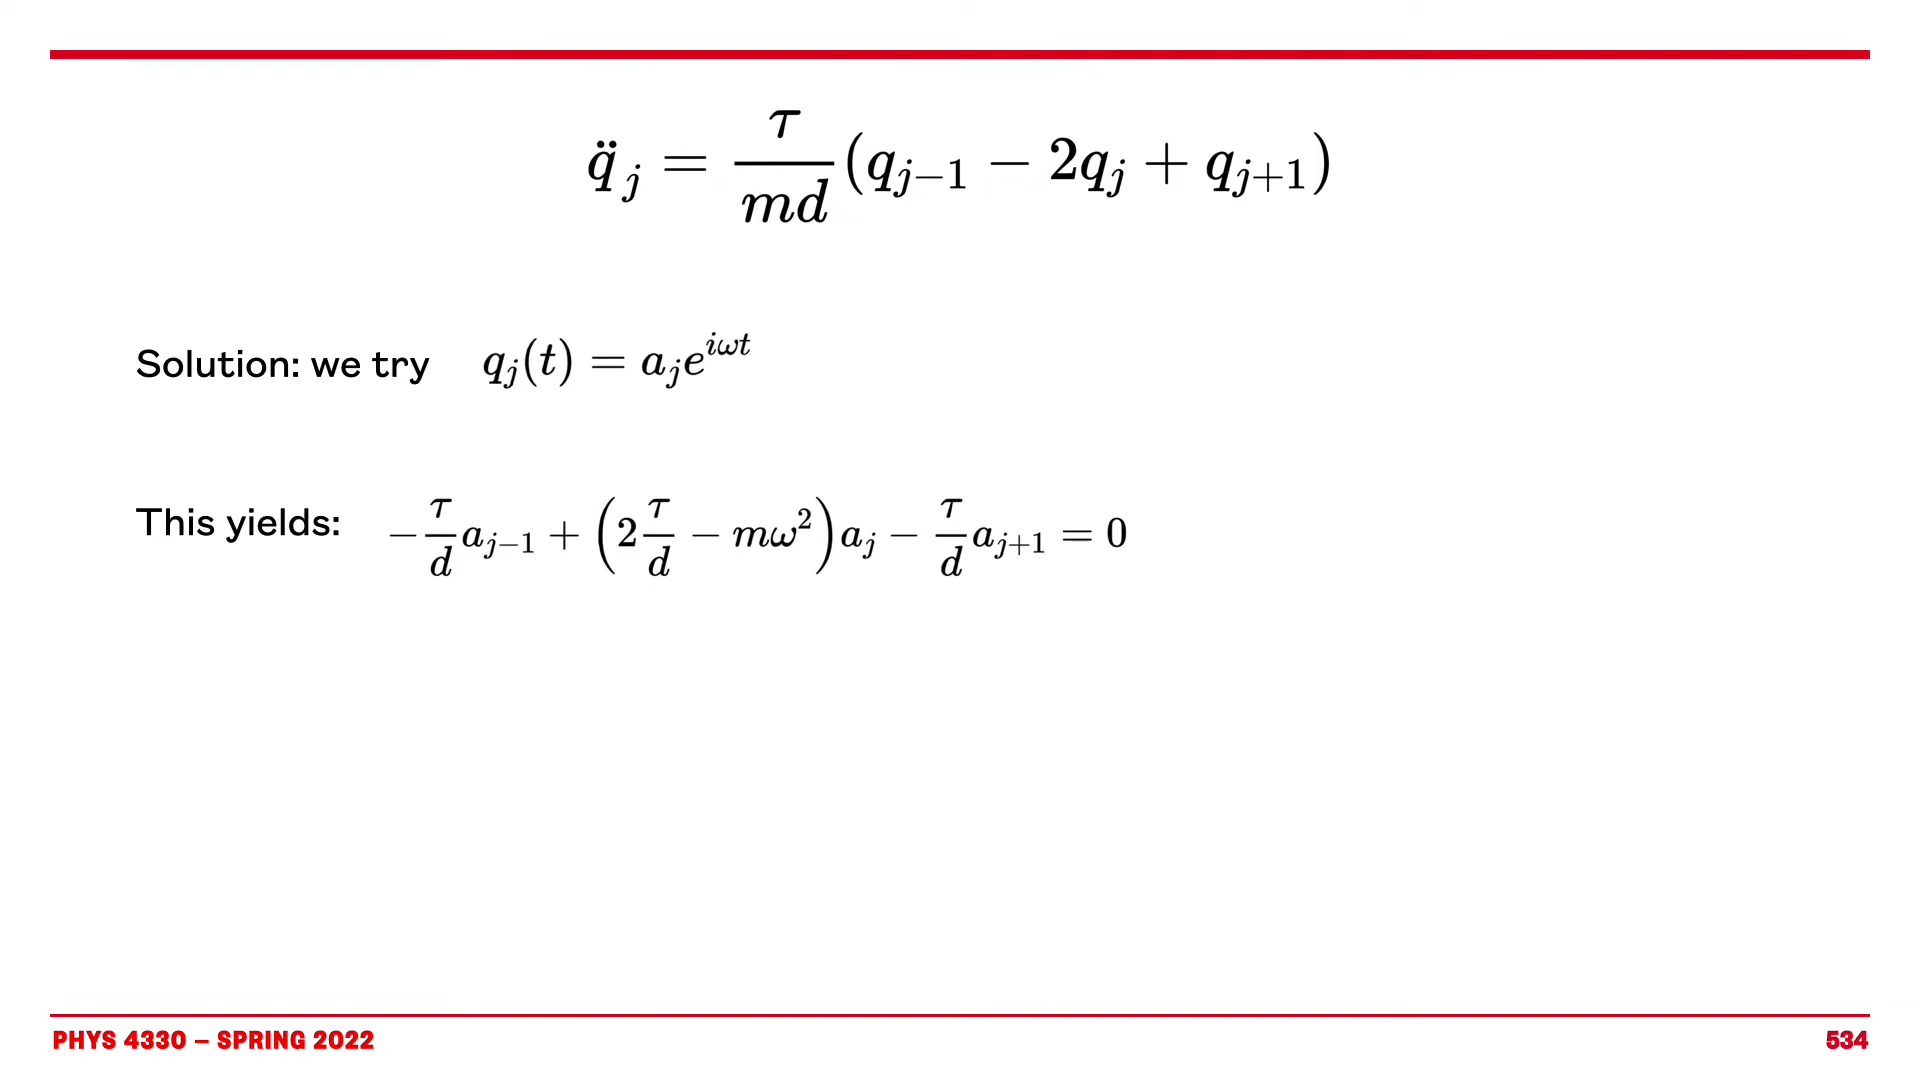 q̈_j = τ/(md) (q_{j−1} − 2q_j + q_{j+1})
Solution: we try q_j(t) = a_j e^{iωt}
This yields: −(τ/d) a_{j−1} + (2 τ/d − mω²) a_j − (τ/d) a_{j+1} = 0
PHYS 4330 – SPRING 2022
534